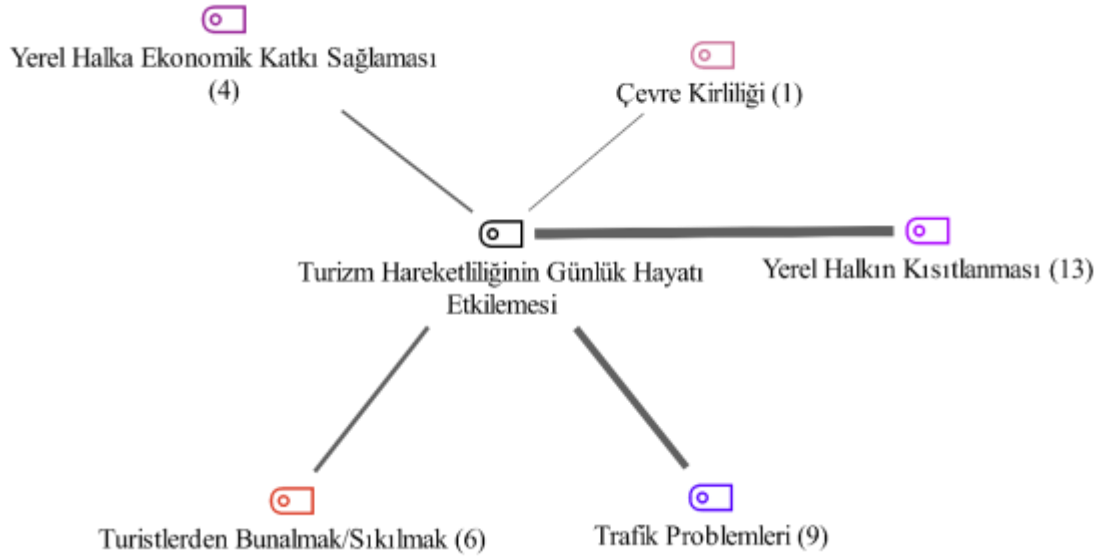 Yerel Halka Ekonomik Katkı Sağlaması
(4)
Çevre Kirliliği (1)
Turizm Hareketliliğinin Günlük Hayatı
Etkilemesi
Yerel Halkın Kısıtlanması (13)
Turistlerden Bunalmak/Sıkılmak (6)
Trafik Problemleri (9)